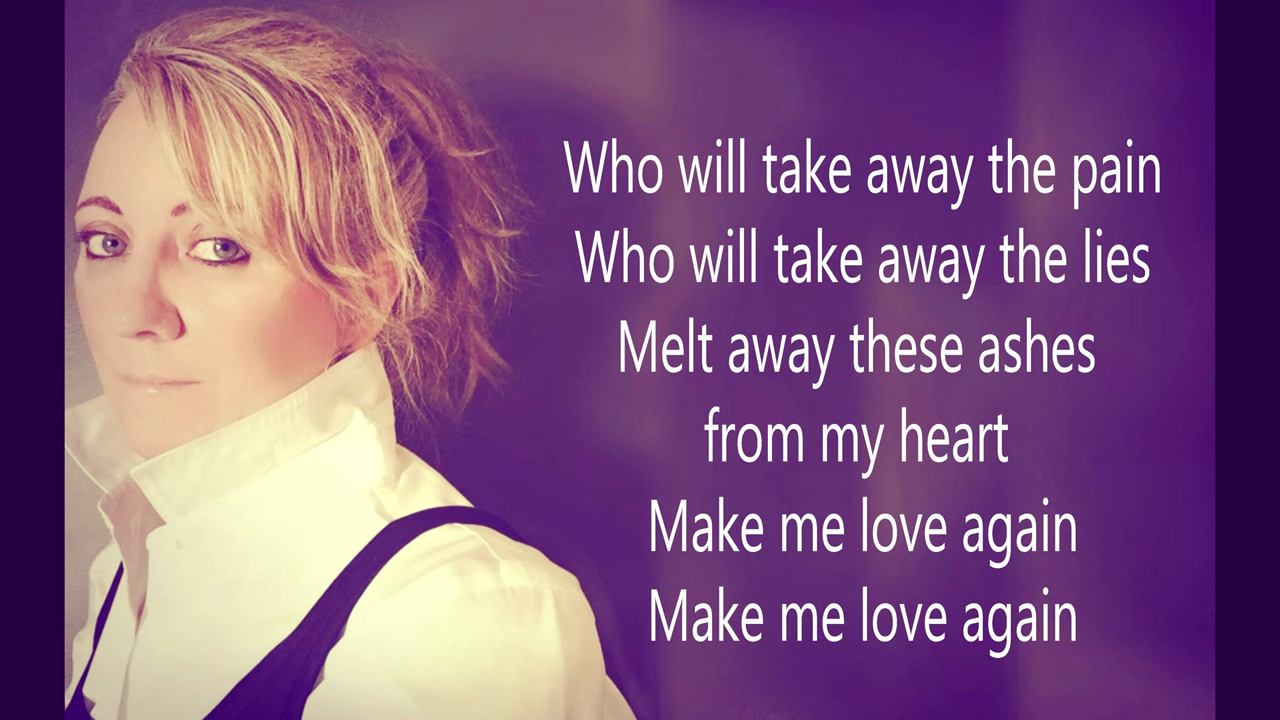 Who will take away the pain
Who will take away the lies
Melt away these ashes
from my heart
Make me love again
Make me love again